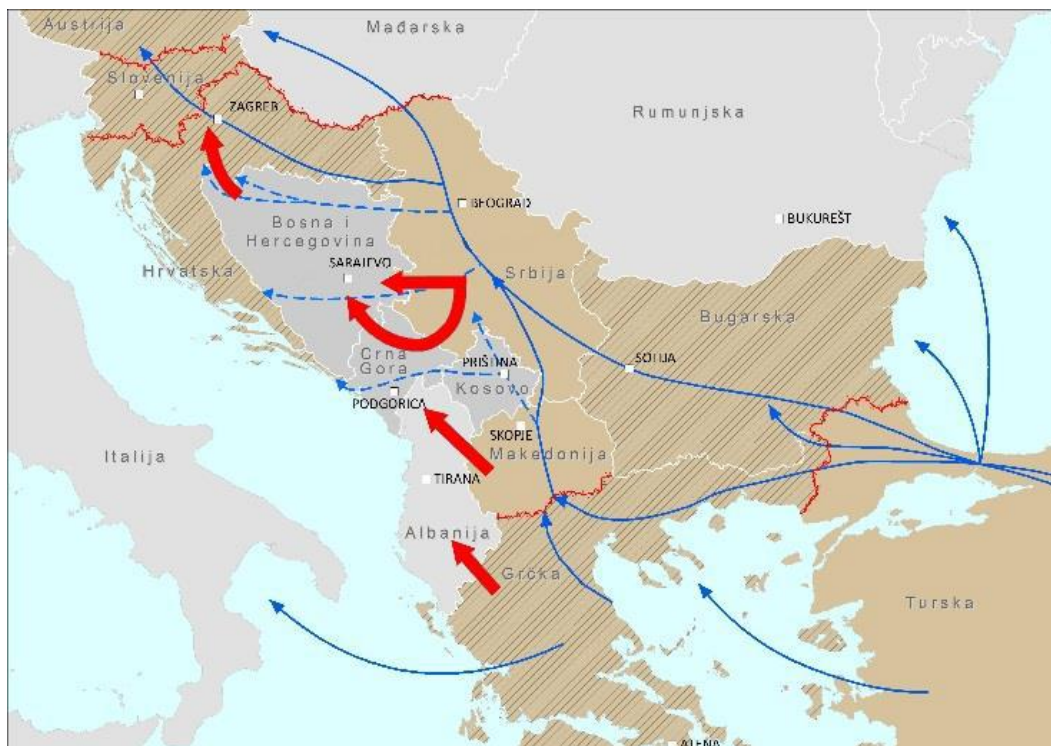 Austrija
Mađarska
Slovenija
ZAGREB
Rumunjska
BEOGRAD
BUKUREŠT
Bosna i
Hercegovina
SARAJEVO
Hrvatska
Srbija
Bugarska
Crna
Gora
PRIŠTINA
Kosovo
SOFIJA
PODGORICA
SKOPJE
Makedonija
Italija
TIRANA
Albanija
Grčka
Turska
ATENA